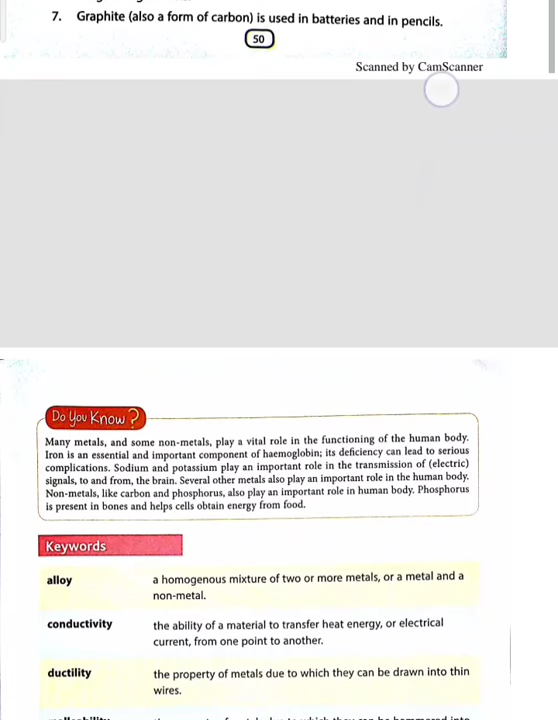 7. Graphite (also a form of carbon) is used in batteries and in pencils.
50
Scanned by CamScanner
Do You Know?
Many metals, and some non-metals, play a vital role in the functioning of the human body.
Iron is an essential and important component of haemoglobin; its deficiency can lead to serious
complications. Sodium and potassium play an important role in the transmission of (electric)
signals, to and from, the brain. Several other metals also play an important role in the human body.
Non-metals, like carbon and phosphorus, also play an important role in human body. Phosphorus
is present in bones and helps cells obtain energy from food.
Keywords
alloy a homogenous mixture of two or more metals, or a metal and a
non-metal.
conductivity the ability of a material to transfer heat energy, or electrical
current, from one point to another.
ductility the property of metals due to which they can be drawn into thin
wires.